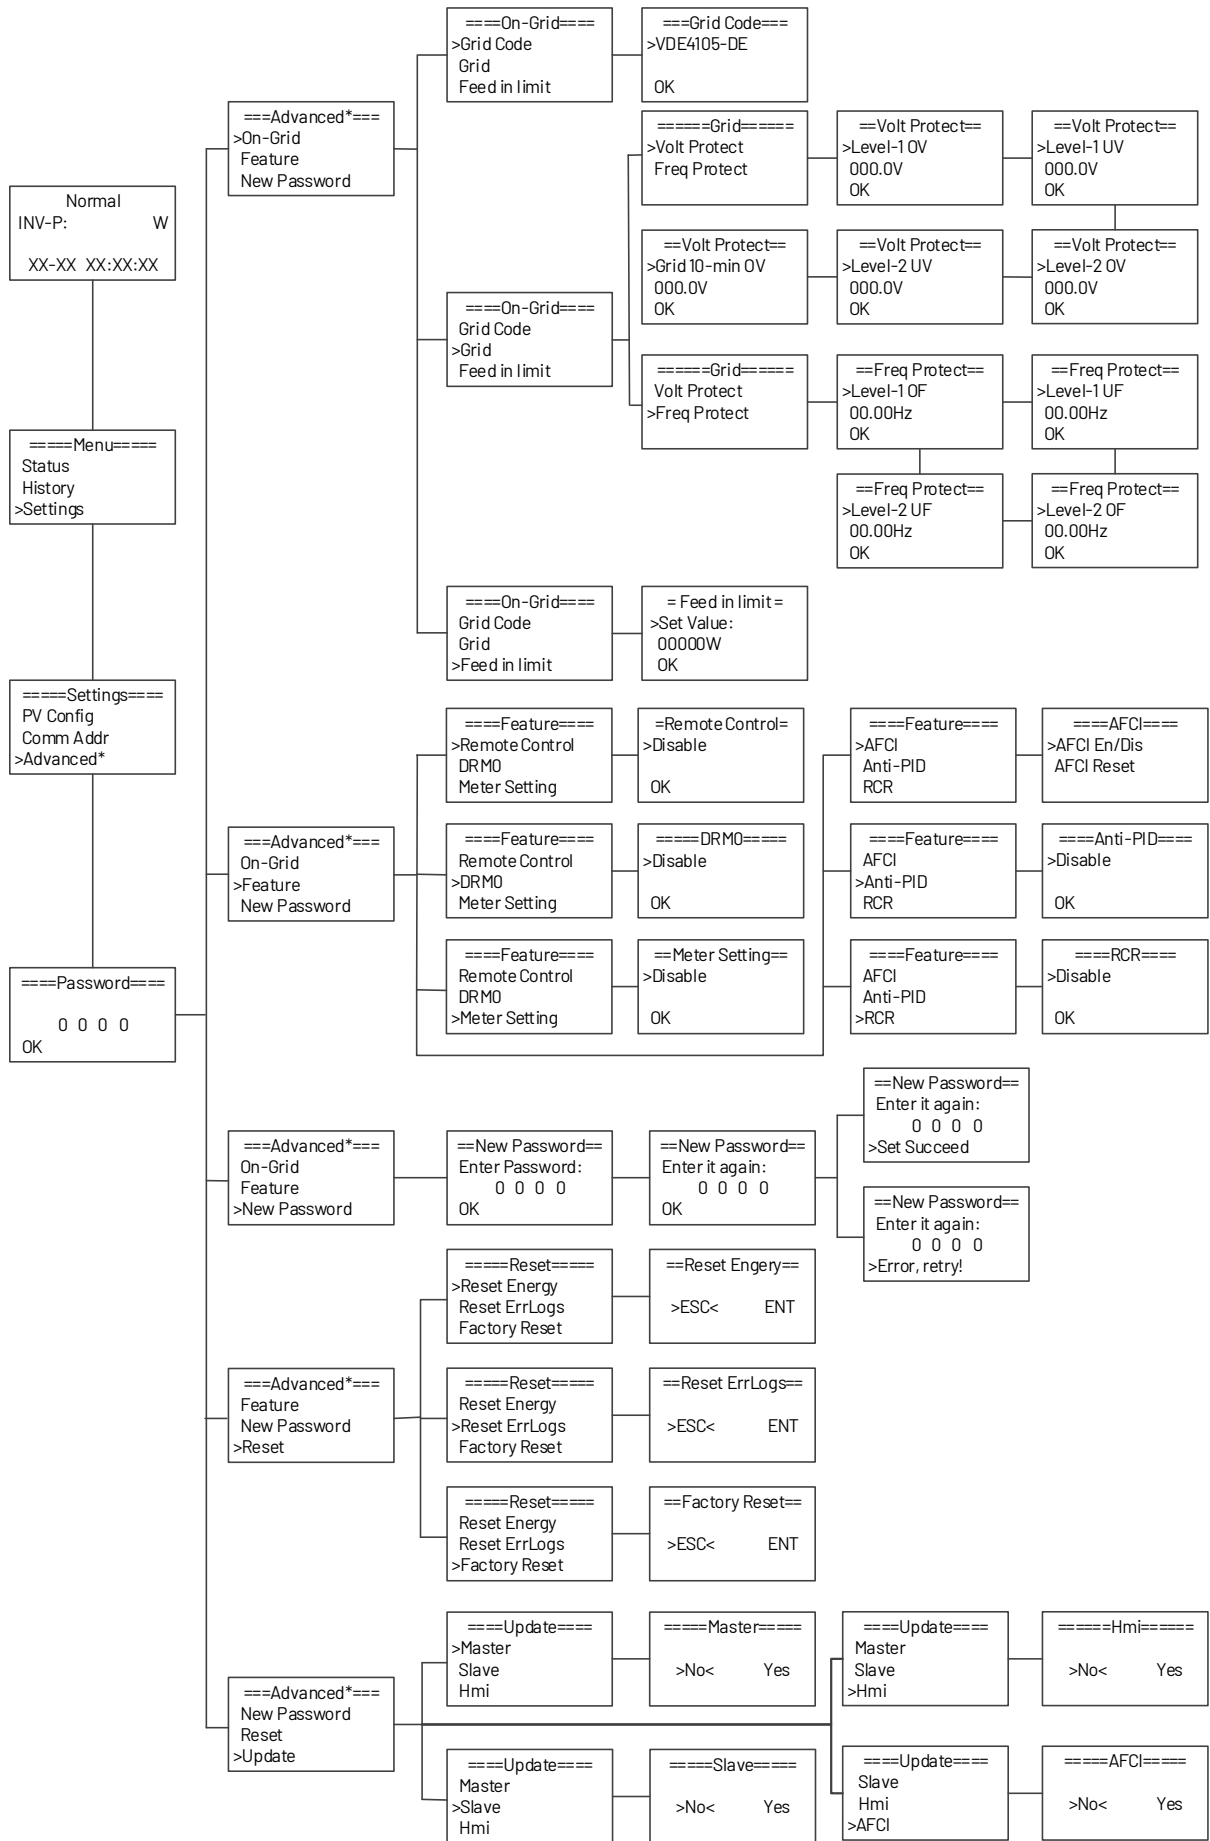 Normal
INV-P: W
XX-XX XX:XX:XX
=====Menu=====
Status
History
>Settings
=====Settings====
PV Config
Comm Addr
>Advanced*
====Password====
0 0 0 0
OK
===Advanced*===
>On-Grid
Feature
New Password
====On-Grid====
>Grid Code
Grid
Feed in limit
===Grid Code===
>VDE4105-DE
OK
====On-Grid====
Grid Code
>Grid
Feed in limit
======Grid======
>Volt Protect
Freq Protect
==Volt Protect==
>Level-1 OV
000.0V
OK
==Volt Protect==
>Level-1 UV
000.0V
OK
==Volt Protect==
>Grid 10-min OV
000.0V
OK
==Volt Protect==
>Level-2 UV
000.0V
OK
==Volt Protect==
>Level-2 OV
000.0V
OK
======Grid======
Volt Protect
>Freq Protect
==Freq Protect==
>Level-1 OF
00.00Hz
OK
==Freq Protect==
>Level-1 UF
00.00Hz
OK
==Freq Protect==
>Level-2 UF
00.00Hz
OK
==Freq Protect==
>Level-2 OF
00.00Hz
OK
====On-Grid====
Grid Code
Grid
>Feed in limit
= Feed in limit =
>Set Value:
00000W
OK
===Advanced*===
On-Grid
>Feature
New Password
====Feature====
>Remote Control
DRM0
Meter Setting
=Remote Control=
>Disable
OK
====Feature====
>AFCI
Anti-PID
RCR
====AFCI====
>AFCI En/Dis
AFCI Reset
====Feature====
Remote Control
>DRM0
Meter Setting
=====DRM0=====
>Disable
OK
====Feature====
AFCI
>Anti-PID
RCR
====Anti-PID====
>Disable
OK
====Feature====
Remote Control
DRM0
>Meter Setting
==Meter Setting==
>Disable
OK
====Feature====
AFCI
Anti-PID
>RCR
====RCR====
>Disable
OK
===Advanced*===
On-Grid
Feature
>New Password
==New Password==
Enter Password:
0 0 0 0
OK
==New Password==
Enter it again:
0 0 0 0
OK
==New Password==
Enter it again:
0 0 0 0
>Set Succeed
==New Password==
Enter it again:
0 0 0 0
>Error, retry!
===Advanced*===
Feature
New Password
>Reset
=====Reset=====
>Reset Energy
Reset ErrLogs
Factory Reset
==Reset Engery==
>ESC< ENT
=====Reset=====
Reset Energy
>Reset ErrLogs
Factory Reset
==Reset ErrLogs==
>ESC< ENT
=====Reset=====
Reset Energy
Reset ErrLogs
>Factory Reset
==Factory Reset==
>ESC< ENT
===Advanced*===
New Password
Reset
>Update
====Update====
>Master
Slave
Hmi
=====Master=====
>No< Yes
====Update====
Master
Slave
>Hmi
======Hmi======
>No< Yes
====Update====
Master
>Slave
Hmi
=====Slave=====
>No< Yes
====Update====
Slave
Hmi
>AFCI
=====AFCI=====
>No< Yes